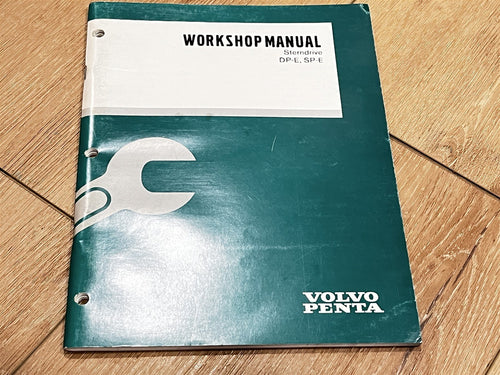 WORKSHOP MANUAL
Sterndrive
DP-E, SP-E
VOLVO
PENTA